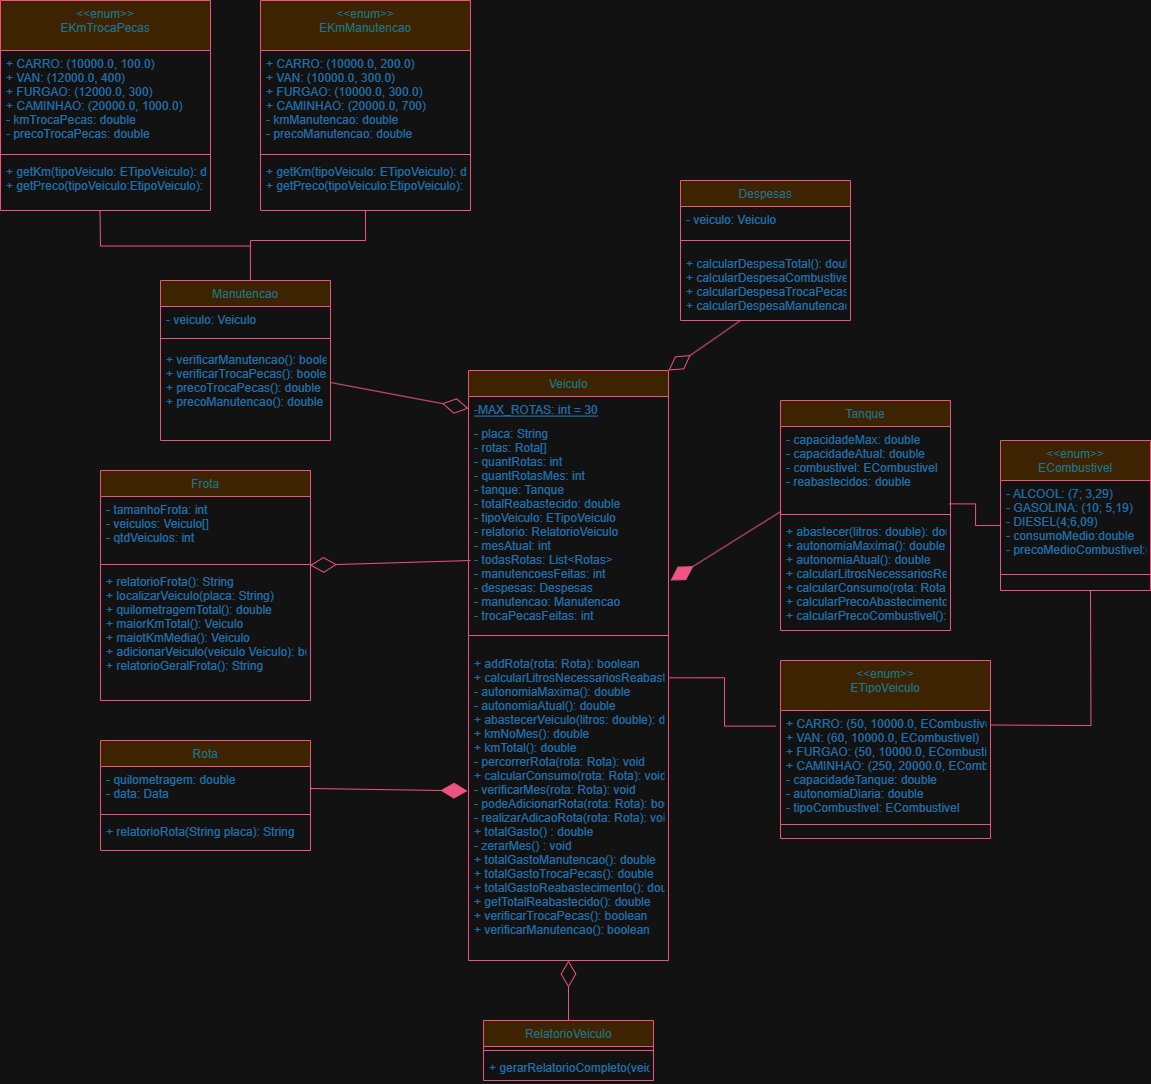 <<enum>>
EKmTrocaPecas
+ CARRO: (10000.0, 100.0)
+ VAN: (12000.0, 400)
+ FURGAO: (12000.0, 300)
+ CAMINHAO: (20000.0, 1000.0)
- kmTrocaPecas: double
- precoTrocaPecas: double
+ getKm(tipoVeiculo: ETipoVeiculo): d
+ getPreco(tipoVeiculo:EtipoVeiculo):
<<enum>>
EKmManutencao
+ CARRO: (10000.0, 200.0)
+ VAN: (10000.0, 300.0)
+ FURGAO: (10000.0, 300.0)
+ CAMINHAO: (20000.0, 700)
- kmManutencao: double
- precoManutencao: double
+ getKm(tipoVeiculo: ETipoVeiculo): d
+ getPreco(tipoVeiculo:EtipoVeiculo):
Despesas
- veiculo: Veiculo
+ calcularDespesaTotal(): doul
+ calcularDespesaCombustive
+ calcularDespesaTrocaPecas
+ calcularDespesaManutencao
Manutencao
- veiculo: Veiculo
+ verificarManutencao(): boole
+ verificarTrocaPecas(): boole
+ precoTrocaPecas(): double
+ precoManutencao(): double
Veiculo
-MAX_ROTAS: int = 30
- placa: String
- rotas: Rota[]
- quantRotas: int
- quantRotasMes: int
- tanque: Tanque
- totalReabastecido: double
- tipoVeiculo: ETipoVeiculo
- relatorio: RelatorioVeiculo
- mesAtual: int
- todasRotas: List<Rotas>
- manutencoesFeitas: int
- despesas: Despesas
- manutencao: Manutencao
- trocaPecasFeitas: int
+ addRota(rota: Rota): boolean
+ calcularLitrosNecessariosReabast
- autonomiaMaxima(): double
- autonomiaAtual(): double
+ abastecerVeiculo(litros: double): d
+ kmNoMes(): double
+ kmTotal(): double
- percorrerRota(rota: Rota): void
+ calcularConsumo(rota: Rota): void
- verificarMes(rota: Rota): void
- podeAdicionarRota(rota: Rota): bo
- realizarAdicaoRota(rota: Rota): voi
+ totalGasto() : double
- zerarMes() : void
+ totalGastoManutencao(): double
+ totalGastoTrocaPecas(): double
+ totalGastoReabastecimento(): dou
+ getTotalReabastecido(): double
+ verificarTrocaPecas(): boolean
+ verificarManutencao(): boolean
Tanque
- capacidadeMax: double
- capacidadeAtual: double
- combustivel: ECombustivel
- reabastecidos: double
+ abastecer(litros: double): dou
+ autonomiaMaxima(): double
+ autonomiaAtual(): double
+ calcularLitrosNecessariosRe
+ calcularConsumo(rota: Rota
+ calcularPrecoAbastecimento
+ calcularPrecoCombustivel():
<<enum>>
ECombustivel
- ALCOOL: (7; 3,29)
- GASOLINA: (10; 5,19)
- DIESEL(4;6,09)
- consumoMedio:double
- precoMedioCombustivel:
Frota
- tamanhoFrota: int
- veiculos: Veiculo[]
- qtdVeiculos: int
+ relatorioFrota(): String
+ localizarVeiculo(placa: String)
+ quilometragemTotal(): double
+ maiorKmTotal(): Veiculo
+ maiotKmMedia(): Veiculo
+ adicionarVeiculo(veiculo Veiculo): bo
+ relatorioGeralFrota(): String
<<enum>>
ETipoVeiculo
+ CARRO: (50, 10000.0, ECombustiv
+ VAN: (60, 10000.0, ECombustivel)
+ FURGAO: (50, 10000.0, ECombusti
+ CAMINHAO: (250, 20000.0, EComb
- capacidadeTanque: double
- autonomiaDiaria: double
- tipoCombustivel: ECombustivel
Rota
- quilometragem: double
- data: Data
+ relatorioRota(String placa): String
RelatorioVeiculo
+ gerarRelatorioCompleto(veic